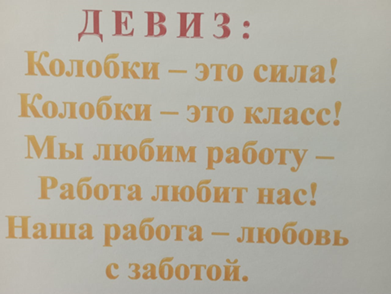 ДЕВИЗ:
Колобки – это сила!
Колобки – это класс!
Мы любим работу –
Работа любит нас!
Наша работа – любовь
с заботой.